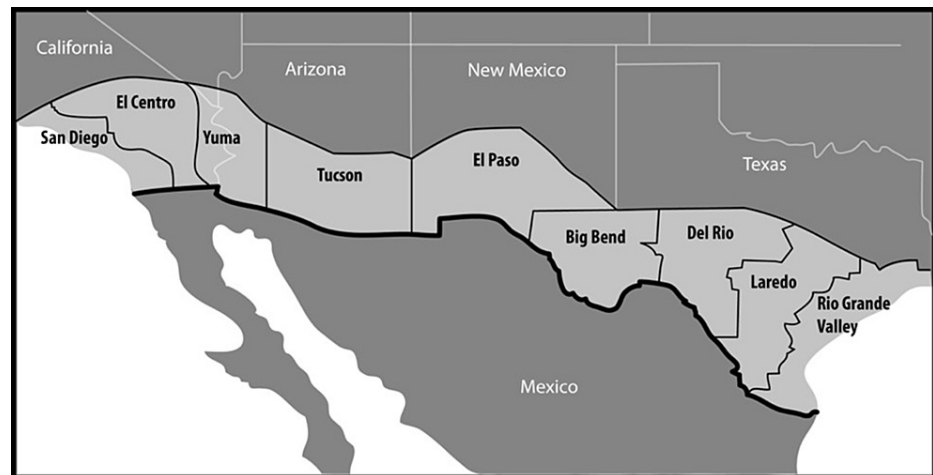 California
Arizona
New Mexico
El Centro
San Diego
Yuma
Tucson
El Paso
Texas
Big Bend
Del Rio
Laredo
Rio Grande
Valley
Mexico